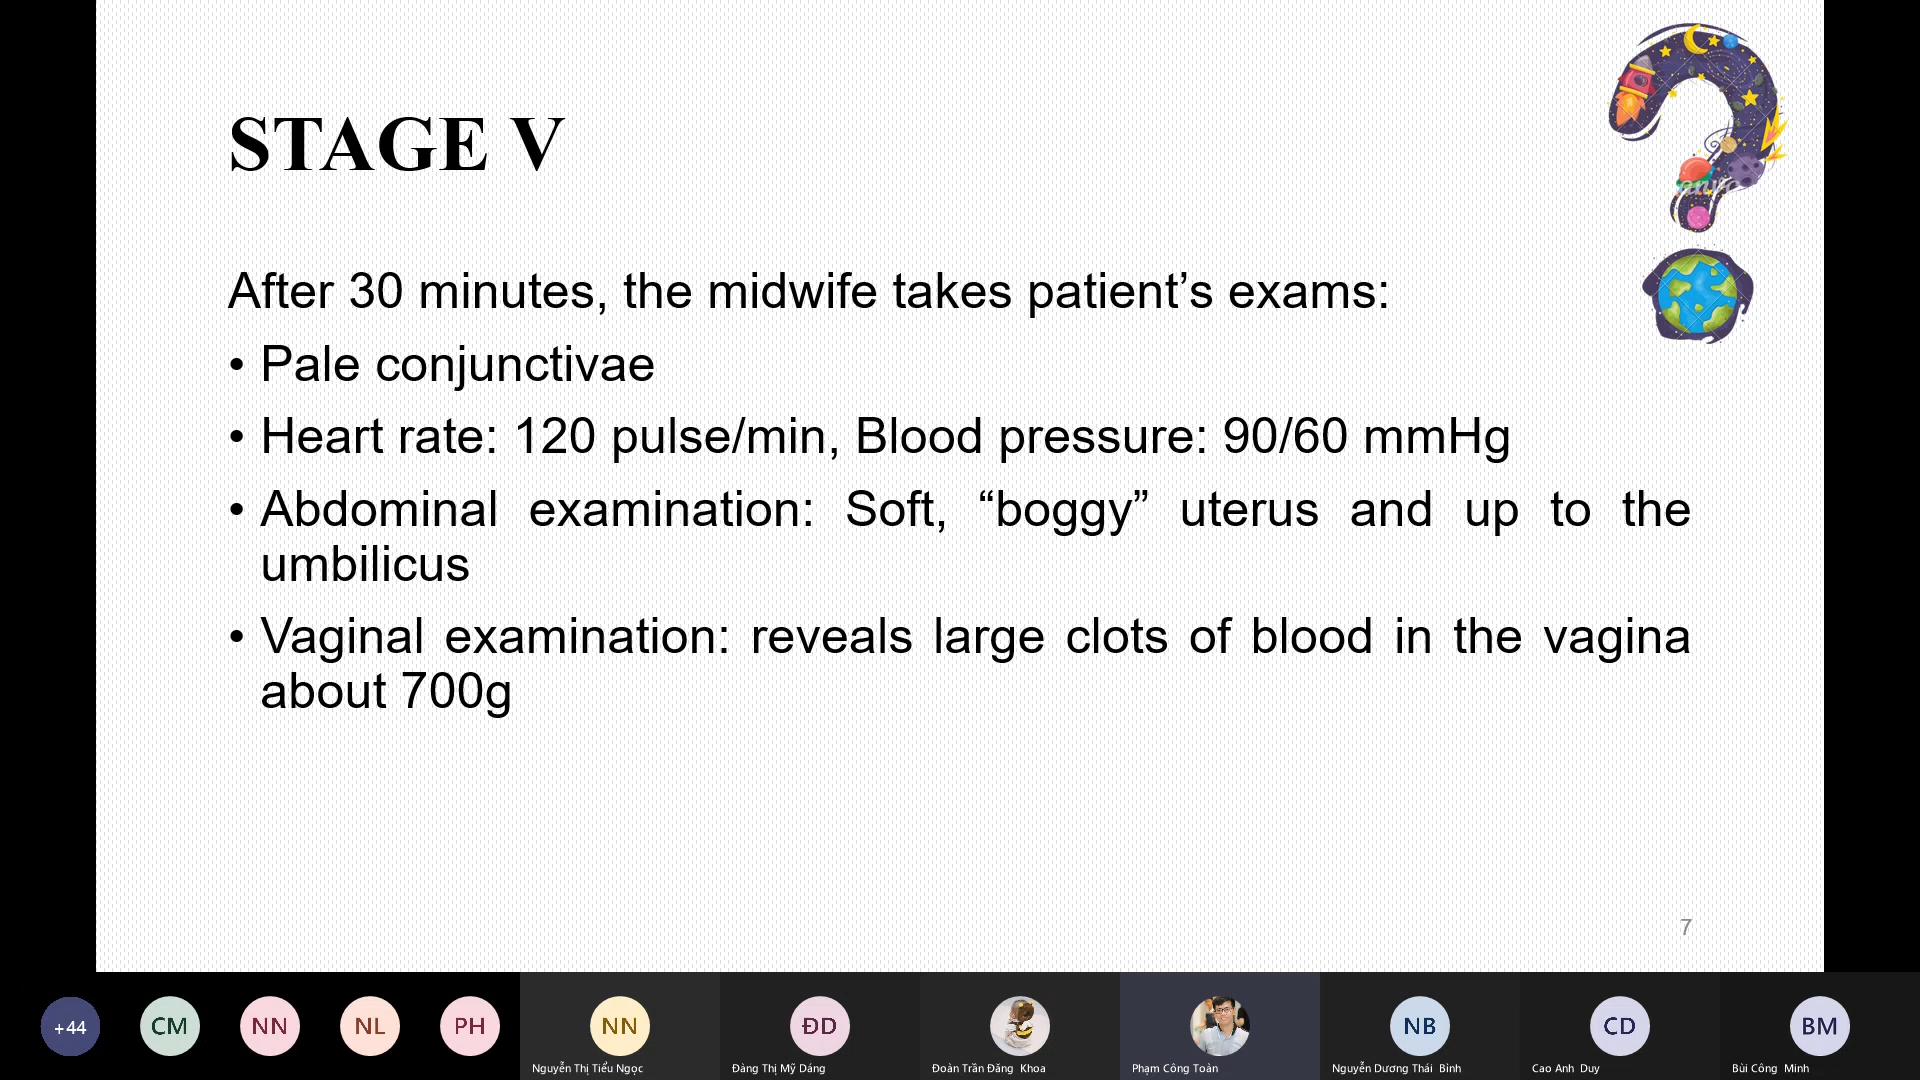 STAGE V
After 30 minutes, the midwife takes patient’s exams:
• Pale conjunctivae
• Heart rate: 120 pulse/min, Blood pressure: 90/60 mmHg
• Abdominal examination: Soft, “boggy” uterus and up to the
umbilicus
• Vaginal examination: reveals large clots of blood in the vagina
about 700g
7
+44
CM
NN
NL
PH
NN
ĐD
NB
CD
BM
Nguyễn Thị Tiểu Ngọc
Đàng Thị Mỹ Dáng
Đoàn Trần Đăng Khoa
Phạm Công Toàn
Nguyễn Dương Thái Bình
Cao Anh Duy
Bùi Công Minh